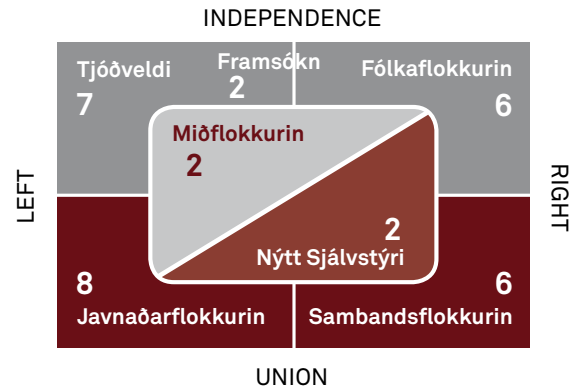 INDEPENDENCE
Tjóðveldi
7
Framsókn
2
Fólkaflokkurin
6
Miðflokkurin
2
LEFT
RIGHT
2
Nýtt Sjálvstýri
8
Javnaðarflokkurin
6
Sambandsflokkurin
UNION